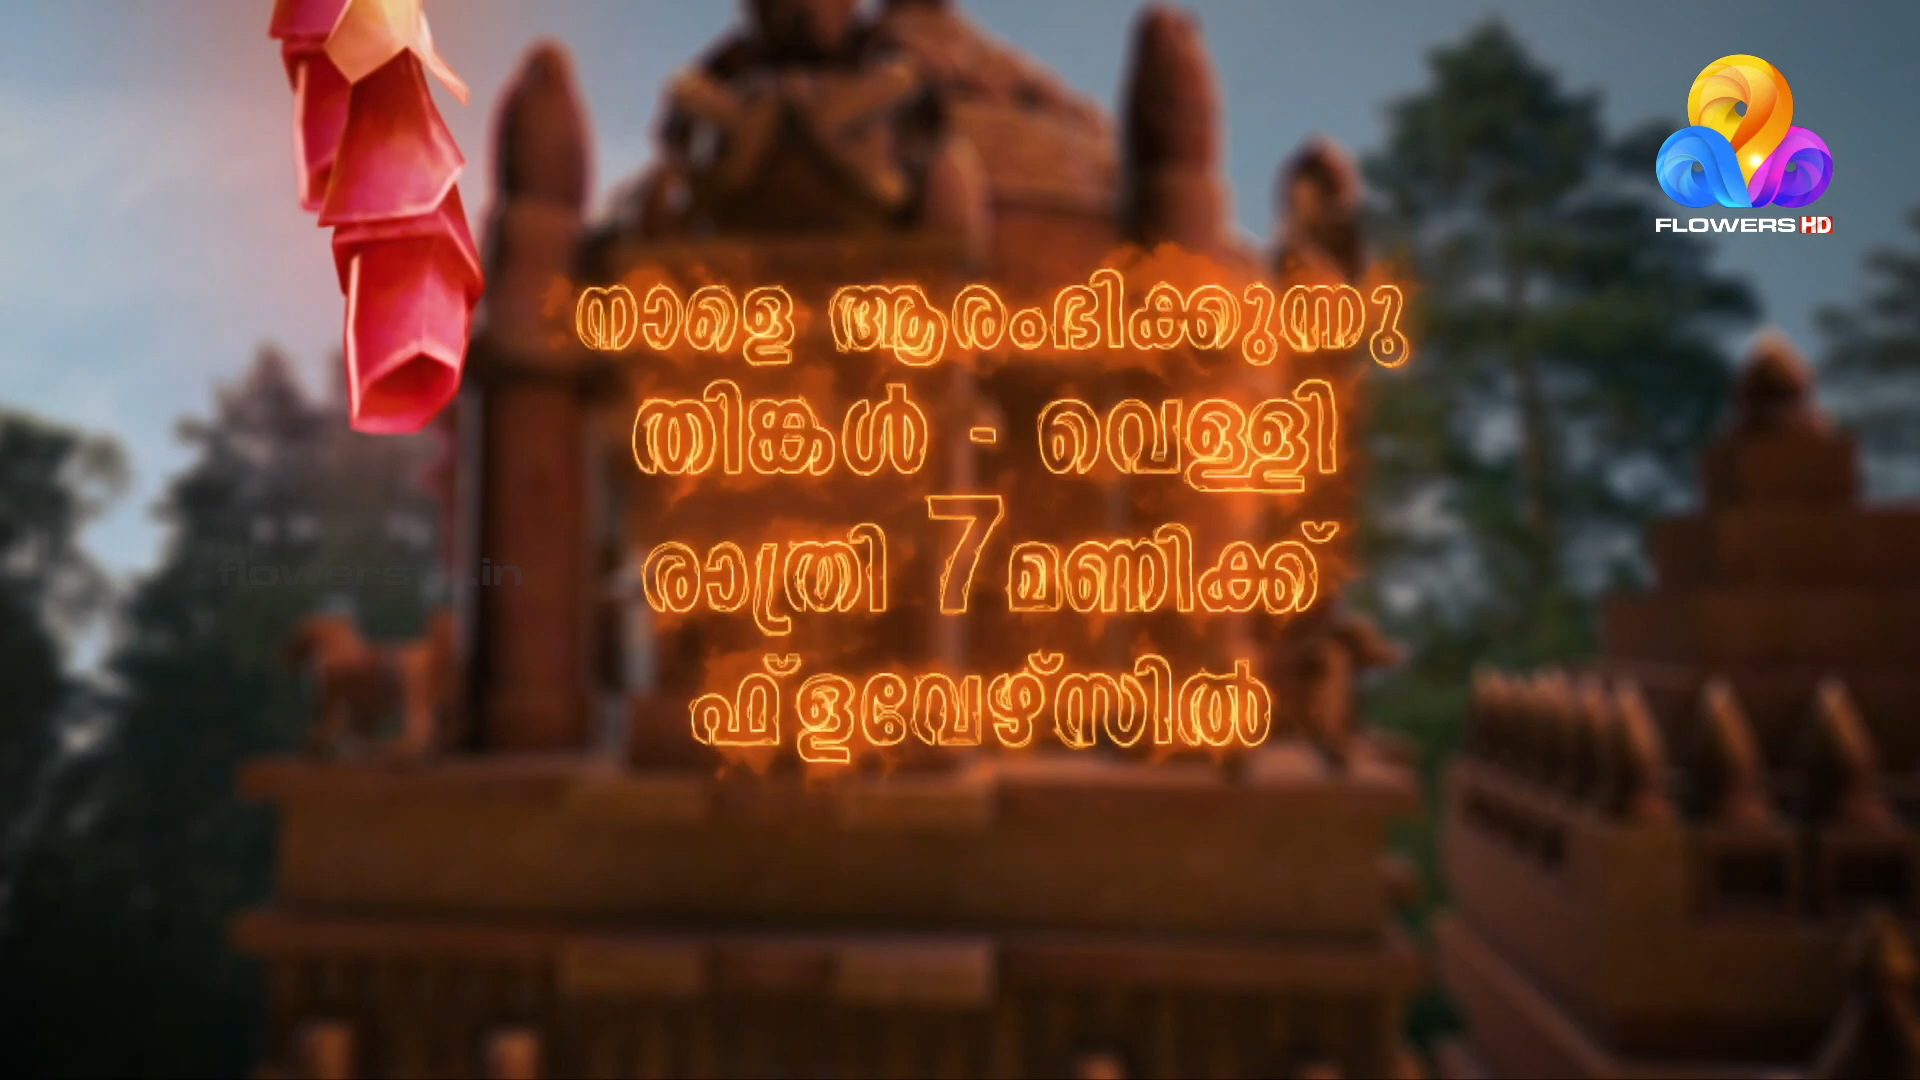 FLOWERS HD
നാളെ ആരംഭിക്കുന്നു
തിങ്കൾ - വെള്ളി
രാത്രി 7 മണിക്ക്
ഫ്ളവേഴ്സിൽ